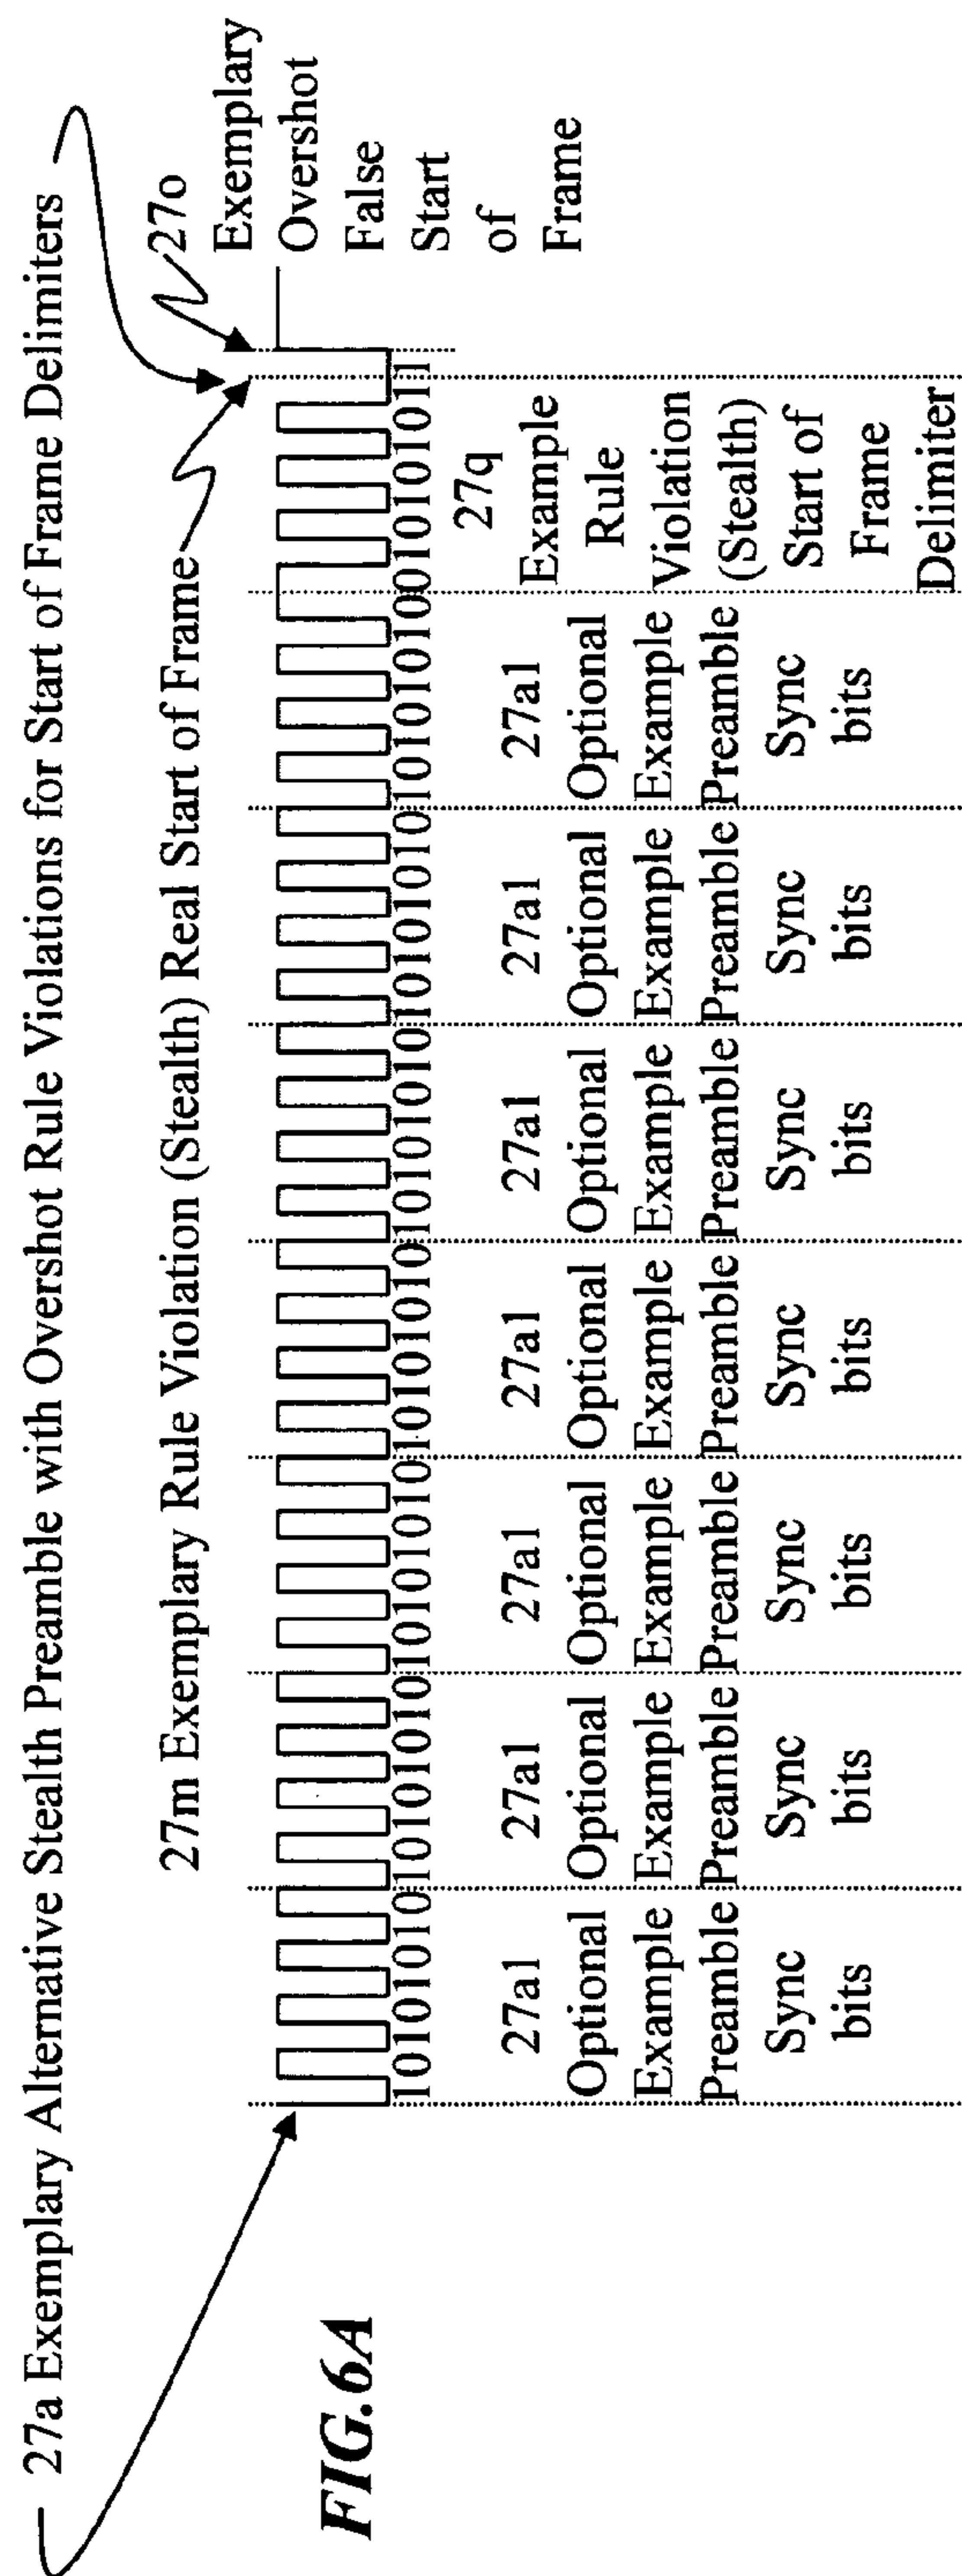 27a Exemplary Alternative Stealth Preamble with Overshot Rule Violations for Start of Frame Delimiters
27m Exemplary Rule Violation (Stealth) Real Start of Frame
27o
Exemplary
Overshot
False
Start
of
Frame
FIG.6A
10101010 10101010 10101010 10101010 10101010 10101010 10101010 01010101 1
27a1
Optional
Example
Preamble
Sync
bits
27a1
Optional
Example
Preamble
Sync
bits
27a1
Optional
Example
Preamble
Sync
bits
27a1
Optional
Example
Preamble
Sync
bits
27a1
Optional
Example
Preamble
Sync
bits
27a1
Optional
Example
Preamble
Sync
bits
27a1
Optional
Example
Preamble
Sync
bits
27q
Example
Rule
Violation
(Stealth)
Start of
Frame
Delimiter